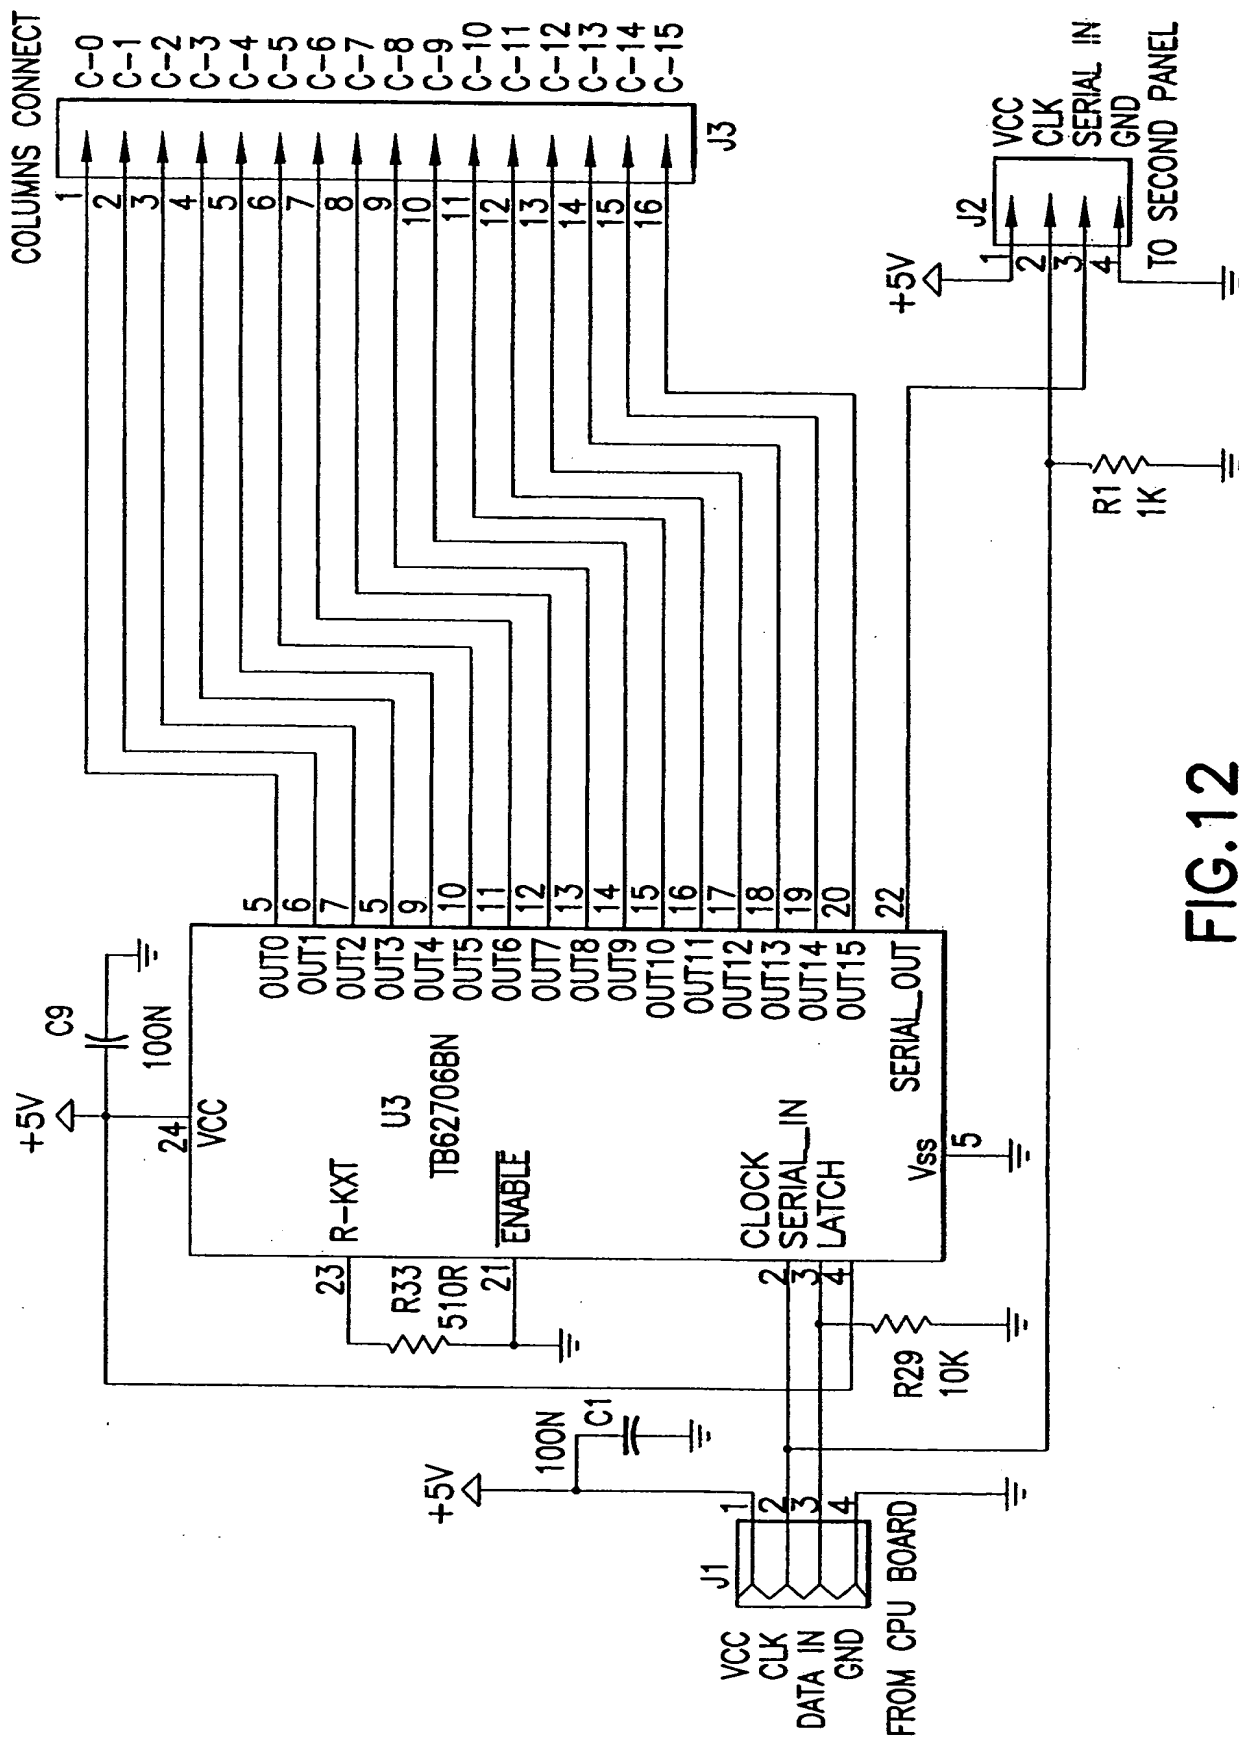 COLUMNS CONNECT
1 C-0
2 C-1
3 C-2
4 C-3
5 C-4
6 C-5
7 C-6
8 C-7
9 C-8
10 C-9
11 C-10
12 C-11
13 C-12
14 C-13
15 C-14
16 C-15
J3
+5V
C9
100N
24
VCC
U3
TB62706BN
OUT0 5
OUT1 6
OUT2 7
OUT3 5
OUT4 9
OUT5 10
OUT6 11
OUT7 12
OUT8 13
OUT9 14
OUT10 15
OUT11 16
OUT12 17
OUT13 18
OUT14 19
OUT15 20
SERIAL_OUT 22
23 R-KXT
R33
510R
21 ENABLE
2 CLOCK
3 SERIAL_IN
4 LATCH
Vss
5
R29
10K
+5V
100N
C1
J1
VCC 1
CLK 2
DATA IN 3
GND 4
FROM CPU BOARD
+5V
J2
1 VCC
2 CLK
3 SERIAL IN
4 GND
TO SECOND PANEL
R1
1K
FIG.12